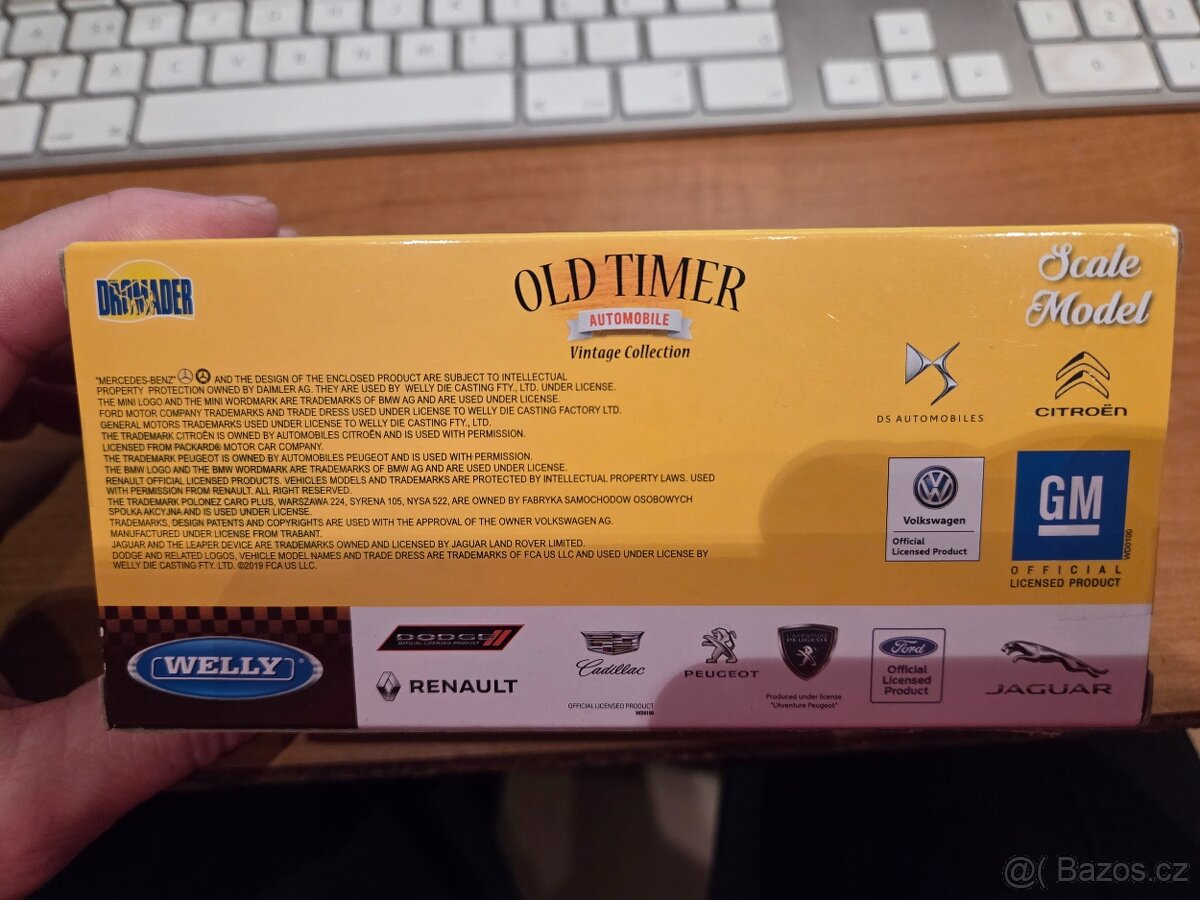 DROMADER
OLD TIMER
AUTOMOBILE
Vintage Collection
Scale
Model
"MERCEDES-BENZ" AND THE DESIGN OF THE ENCLOSED PRODUCT ARE SUBJECT TO INTELLECTUAL
PROPERTY PROTECTION OWNED BY DAIMLER AG. THEY ARE USED BY WELLY DIE CASTING FTY., LTD. UNDER LICENSE.
THE MINI LOGO AND THE MINI WORDMARK ARE TRADEMARKS OF BMW AG AND ARE USED UNDER LICENSE.
FORD MOTOR COMPANY TRADEMARKS AND TRADE DRESS USED UNDER LICENSE TO WELLY DIE CASTING FACTORY LTD.
GENERAL MOTORS TRADEMARKS USED UNDER LICENSE TO WELLY DIE CASTING FTY., LTD.
THE TRADEMARK CITROËN IS OWNED BY AUTOMOBILES CITROËN AND IS USED WITH PERMISSION.
LICENSED FROM PACKARD® MOTOR CAR COMPANY.
THE TRADEMARK PEUGEOT IS OWNED BY AUTOMOBILES PEUGEOT AND IS USED WITH PERMISSION.
THE BMW LOGO AND THE BMW WORDMARK ARE TRADEMARKS OF BMW AG AND ARE USED UNDER LICENSE.
RENAULT OFFICIAL LICENSED PRODUCTS. VEHICLES MODELS AND TRADEMARKS ARE PROTECTED BY INTELLECTUAL PROPERTY LAWS. USED
WITH PERMISSION FROM RENAULT. ALL RIGHT RESERVED.
THE TRADEMARK POLONEZ CARO PLUS, WARSZAWA 224, SYRENA 105, NYSA 522, ARE OWNED BY FABRYKA SAMOCHODOW OSOBOWYCH
SPOLKA AKCYJNA AND IS USED UNDER LICENSE.
TRADEMARKS, DESIGN PATENTS AND COPYRIGHTS ARE USED WITH THE APPROVAL OF THE OWNER VOLKSWAGEN AG.
MANUFACTURED UNDER LICENSE FROM TRABANT.
JAGUAR AND THE LEAPER DEVICE ARE TRADEMARKS OWNED AND LICENSED BY JAGUAR LAND ROVER LIMITED.
DODGE AND RELATED LOGOS, VEHICLE MODEL NAMES AND TRADE DRESS ARE TRADEMARKS OF FCA US LLC AND USED UNDER LICENSE BY
WELLY DIE CASTING FTY. LTD. ©2019 FCA US LLC.
DS AUTOMOBILES
CITROËN
Volkswagen
Official
Licensed Product
GM
WDI0100
OFFICIAL
LICENSED PRODUCT
WELLY
DODGE
OFFICIAL LICENSED PRODUCT
RENAULT
Cadillac
OFFICIAL LICENSED PRODUCT
PEUGEOT
PEUGEOT
Produced under license
"L'Aventure Peugeot"
Ford
Official
Licensed
Product
JAGUAR
@( Bazos.cz